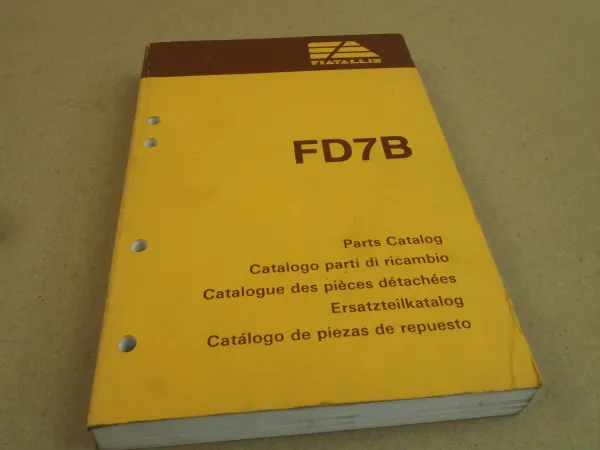 FIATALLIS
FD7B
Parts Catalog
Catalogo parti di ricambio
Catalogue des pièces détachées
Ersatzteilkatalog
Catálogo de piezas de repuesto